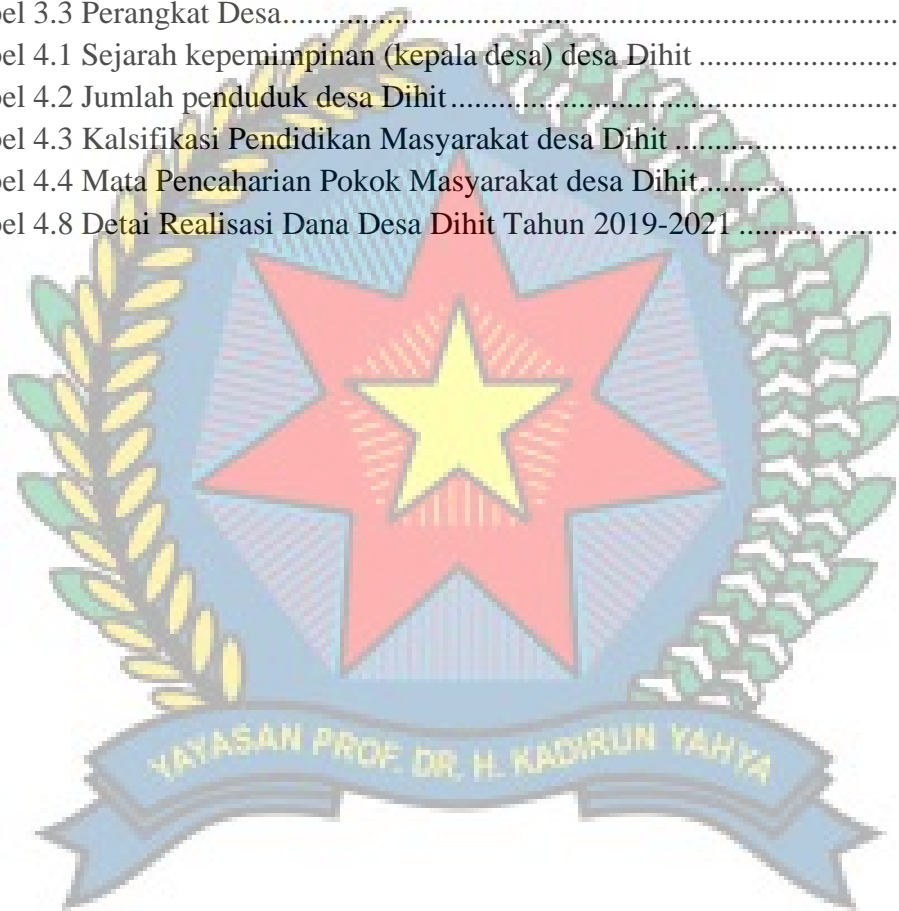 bel 3.3 Perangkat Desa.......................................................................................
bel 4.1 Sejarah kepemimpinan (kepala desa) desa Dihit ............................
bel 4.2 Jumlah penduduk desa Dihit...............................................................
bel 4.3 Kalsifikasi Pendidikan Masyarakat desa Dihit ................................
bel 4.4 Mata Pencaharian Pokok Masyarakat desa Dihit............................
bel 4.8 Detai Realisasi Dana Desa Dihit Tahun 2019-2021 .......................
YAYASAN PROF. DR. H. KADIRUN YAHYA